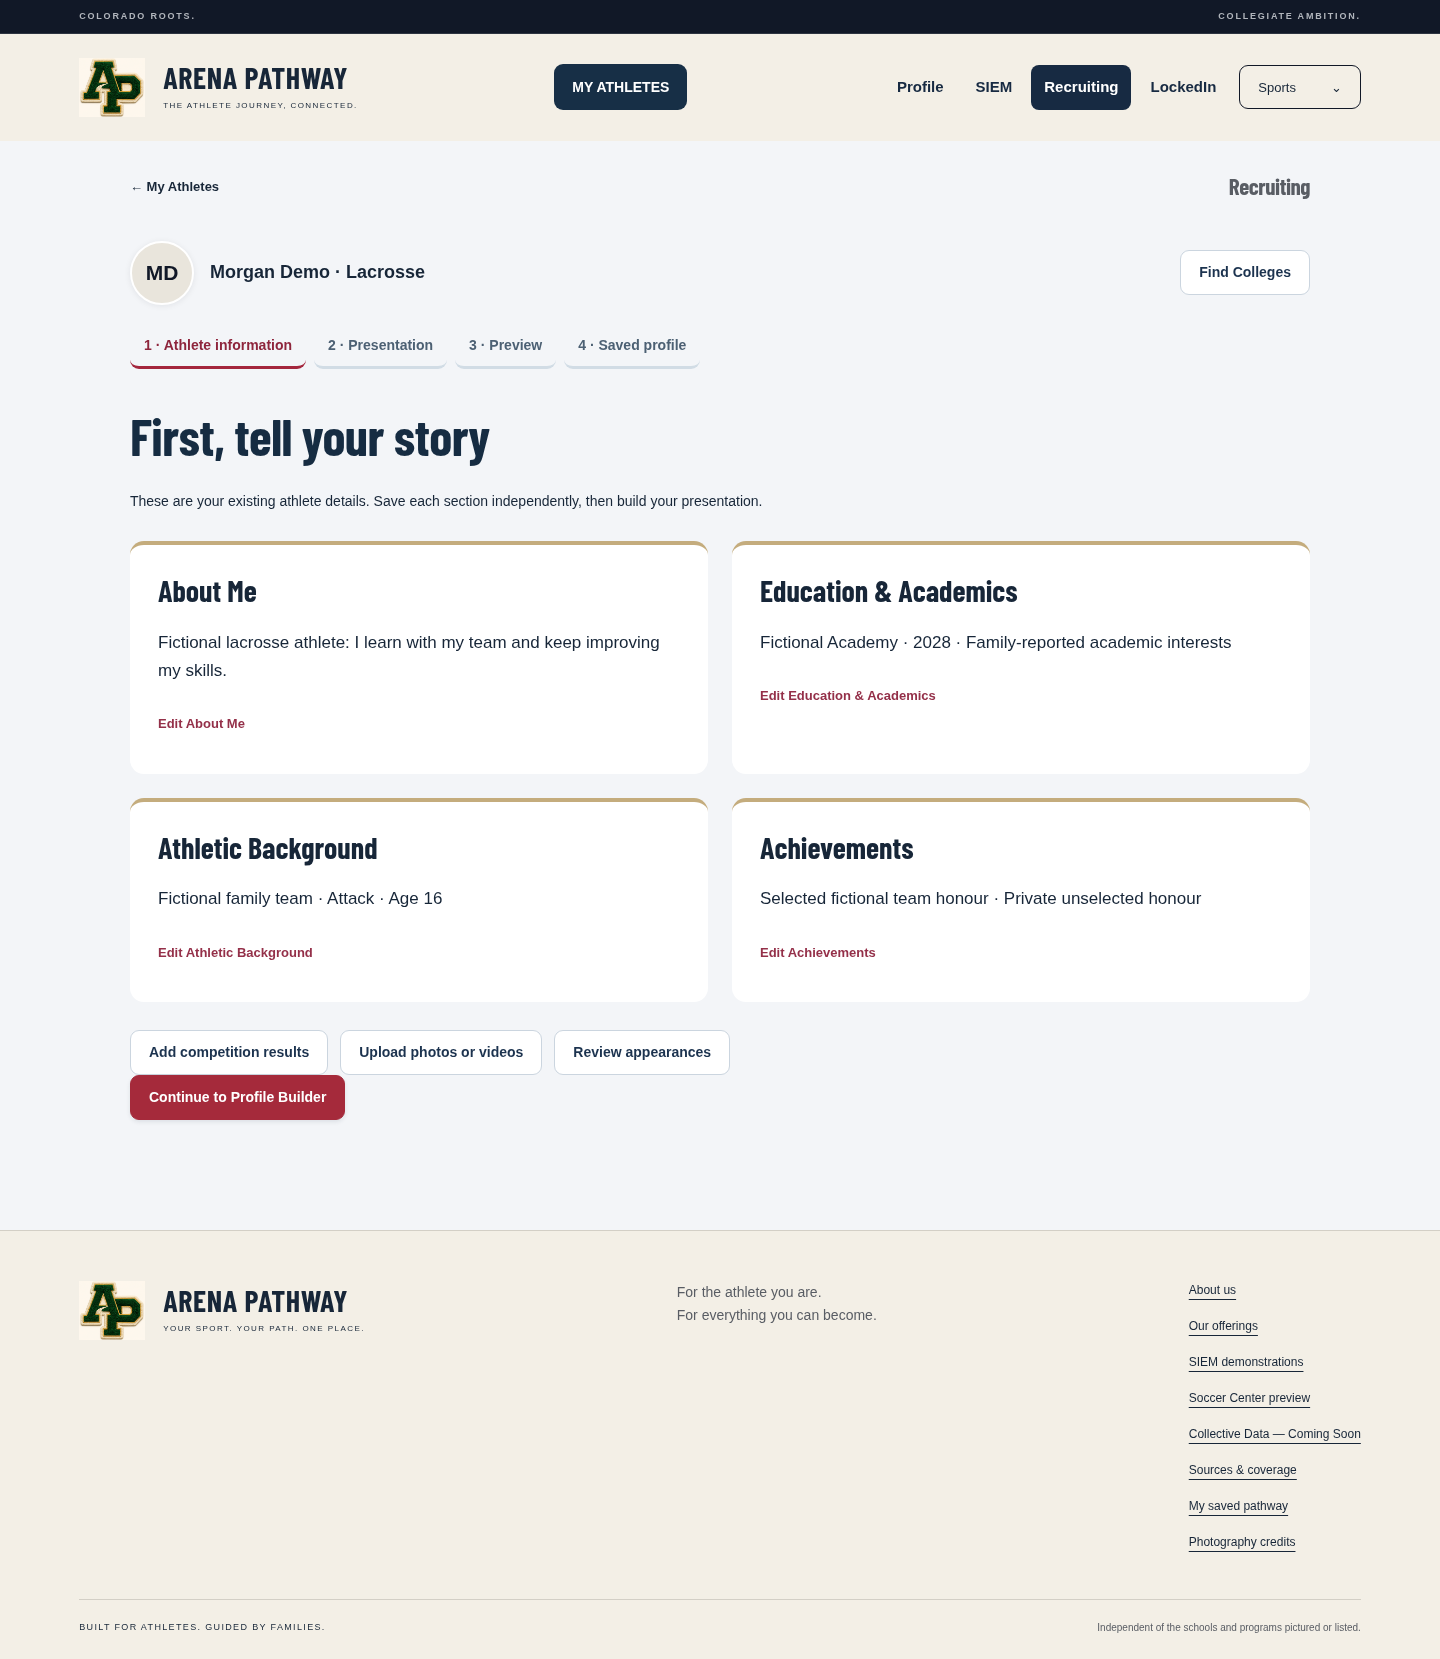 COLORADO ROOTS.
COLLEGIATE AMBITION.
AP
ARENA PATHWAY
THE ATHLETE JOURNEY, CONNECTED.
MY ATHLETES
Profile
SIEM
Recruiting
LockedIn
Sports
← My Athletes
Recruiting
MD
Morgan Demo · Lacrosse
Find Colleges
1 · Athlete information
2 · Presentation
3 · Preview
4 · Saved profile
First, tell your story
These are your existing athlete details. Save each section independently, then build your presentation.
About Me
Fictional lacrosse athlete: I learn with my team and keep improving
my skills.
Edit About Me
Education & Academics
Fictional Academy · 2028 · Family-reported academic interests
Edit Education & Academics
Athletic Background
Fictional family team · Attack · Age 16
Edit Athletic Background
Achievements
Selected fictional team honour · Private unselected honour
Edit Achievements
Add competition results
Upload photos or videos
Review appearances
Continue to Profile Builder
AP
ARENA PATHWAY
YOUR SPORT. YOUR PATH. ONE PLACE.
For the athlete you are.
For everything you can become.
About us
Our offerings
SIEM demonstrations
Soccer Center preview
Collective Data — Coming Soon
Sources & coverage
My saved pathway
Photography credits
BUILT FOR ATHLETES. GUIDED BY FAMILIES.
Independent of the schools and programs pictured or listed.